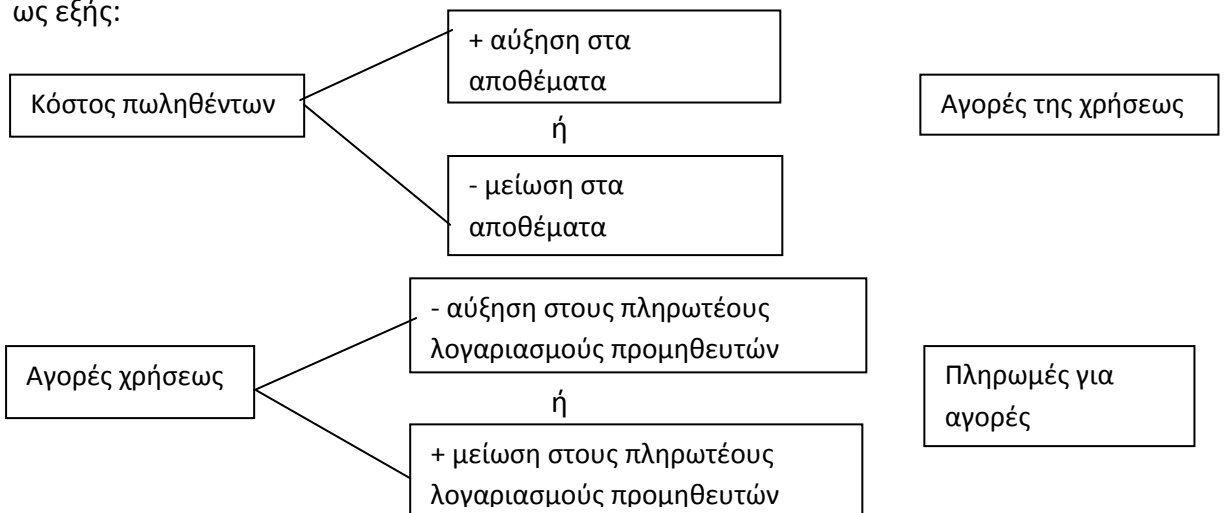 ως εξής:
+ αύξηση στα
αποθέματα
Κόστος πωληθέντων
Αγορές της χρήσεως
ή
- μείωση στα
αποθέματα
- αύξηση στους πληρωτέους
λογαριασμούς προμηθευτών
Αγορές χρήσεως
Πληρωμές για
αγορές
ή
+ μείωση στους πληρωτέους
λογαριασμούς προμηθευτών